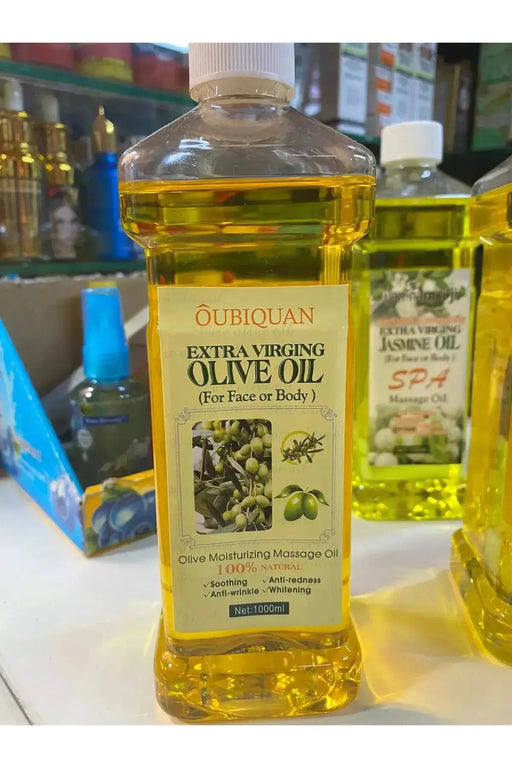 ÔUBIQUAN
EXTRA VIRGING
OLIVE OIL
(For Face or Body )
Olive Moisturizing Massage Oil
100% NATURAL
✓Soothing ✓Anti-redness
✓Anti-wrinkle ✓Whitening
Net:1000ml
EXTRA VIRGING
JASMINE OIL
(For Face or Body )
SPA
Massage Oil